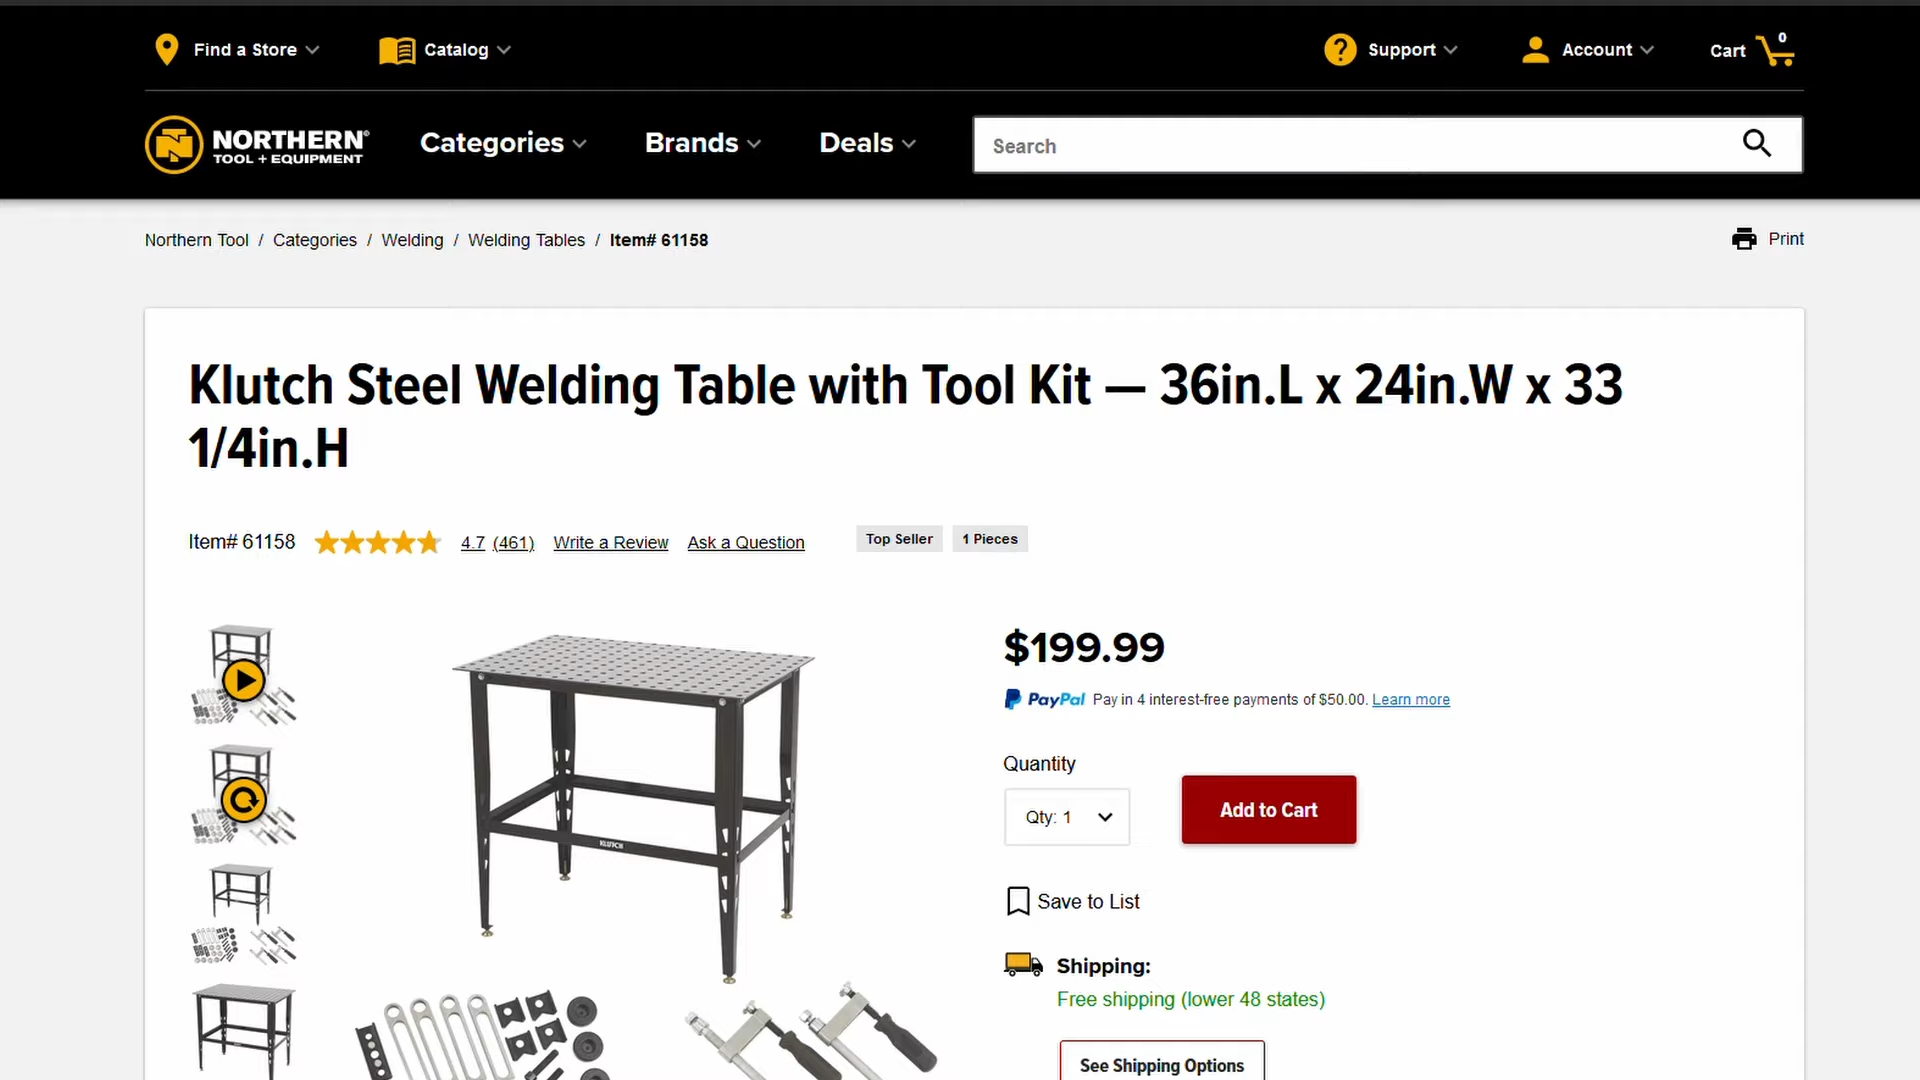 Find a Store
Catalog
Support
Account
Cart
0
NORTHERN®
TOOL + EQUIPMENT
Categories
Brands
Deals
Search
Northern Tool / Categories / Welding / Welding Tables / Item# 61158
Print
Klutch Steel Welding Table with Tool Kit — 36in.L x 24in.W x 33
1/4in.H
Item# 61158
4.7 (461)
Write a Review
Ask a Question
Top Seller
1 Pieces
KLUTCH
$199.99
PayPal Pay in 4 interest-free payments of $50.00. Learn more
Quantity
Qty: 1
Add to Cart
Save to List
Shipping:
Free shipping (lower 48 states)
See Shipping Options